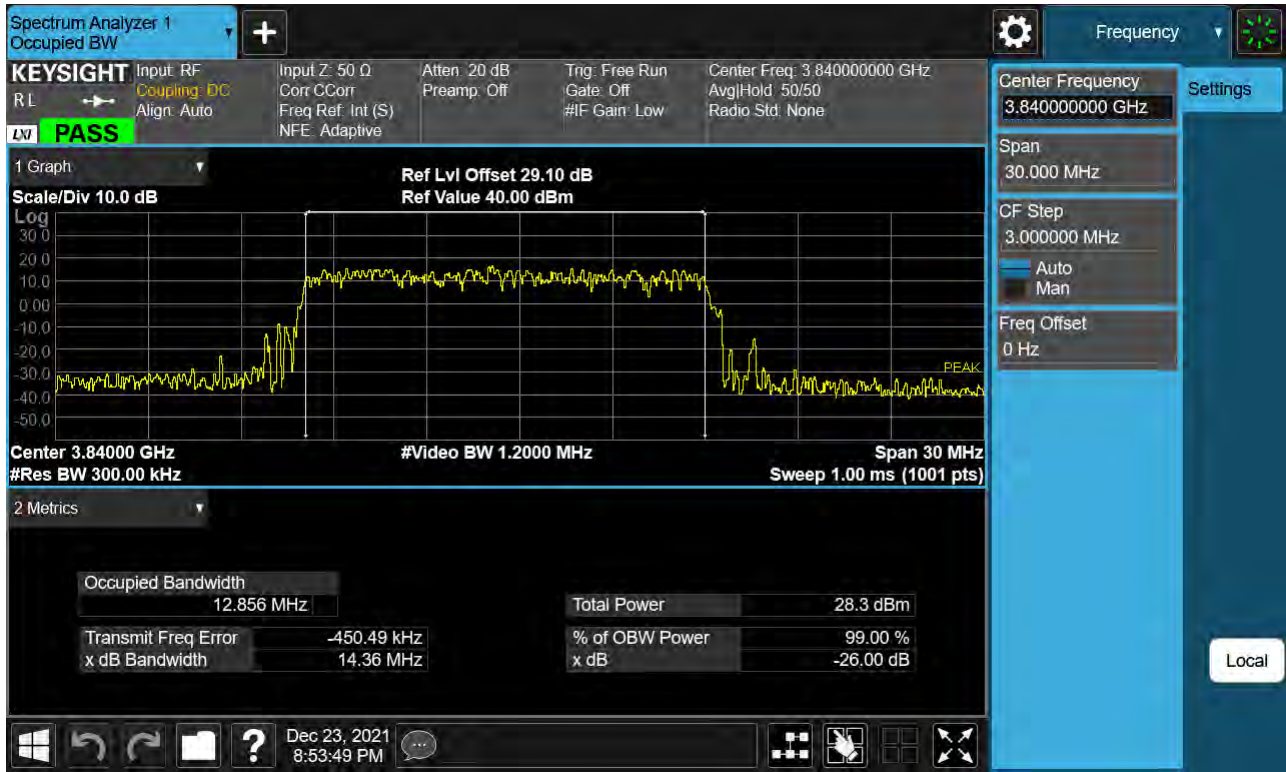 Spectrum Analyzer 1
Occupied BW
+
Frequency
KEYSIGHT
RL
LXI
PASS
Input: RF
Coupling: DC
Align: Auto
Input Z: 50 Ω
Corr CCorr
Freq Ref: Int (S)
NFE: Adaptive
Atten: 20 dB
Preamp: Off
Trig: Free Run
Gate: Off
#IF Gain: Low
Center Freq: 3.840000000 GHz
Avg|Hold: 50/50
Radio Std: None
Center Frequency
3.840000000 GHz
Settings
Span
30.000 MHz
CF Step
3.000000 MHz
Auto
Man
Freq Offset
0 Hz
1 Graph
Scale/Div 10.0 dB
Ref Lvl Offset 29.10 dB
Ref Value 40.00 dBm
Log
30.0
20.0
10.0
0.00
-10.0
-20.0
-30.0
-40.0
-50.0
PEAK
Center 3.84000 GHz
#Res BW 300.00 kHz
#Video BW 1.2000 MHz
Span 30 MHz
Sweep 1.00 ms (1001 pts)
2 Metrics
Occupied Bandwidth
12.856 MHz
Transmit Freq Error -450.49 kHz
x dB Bandwidth 14.36 MHz
Total Power 28.3 dBm
% of OBW Power 99.00 %
x dB -26.00 dB
Local
?
Dec 23, 2021
8:53:49 PM